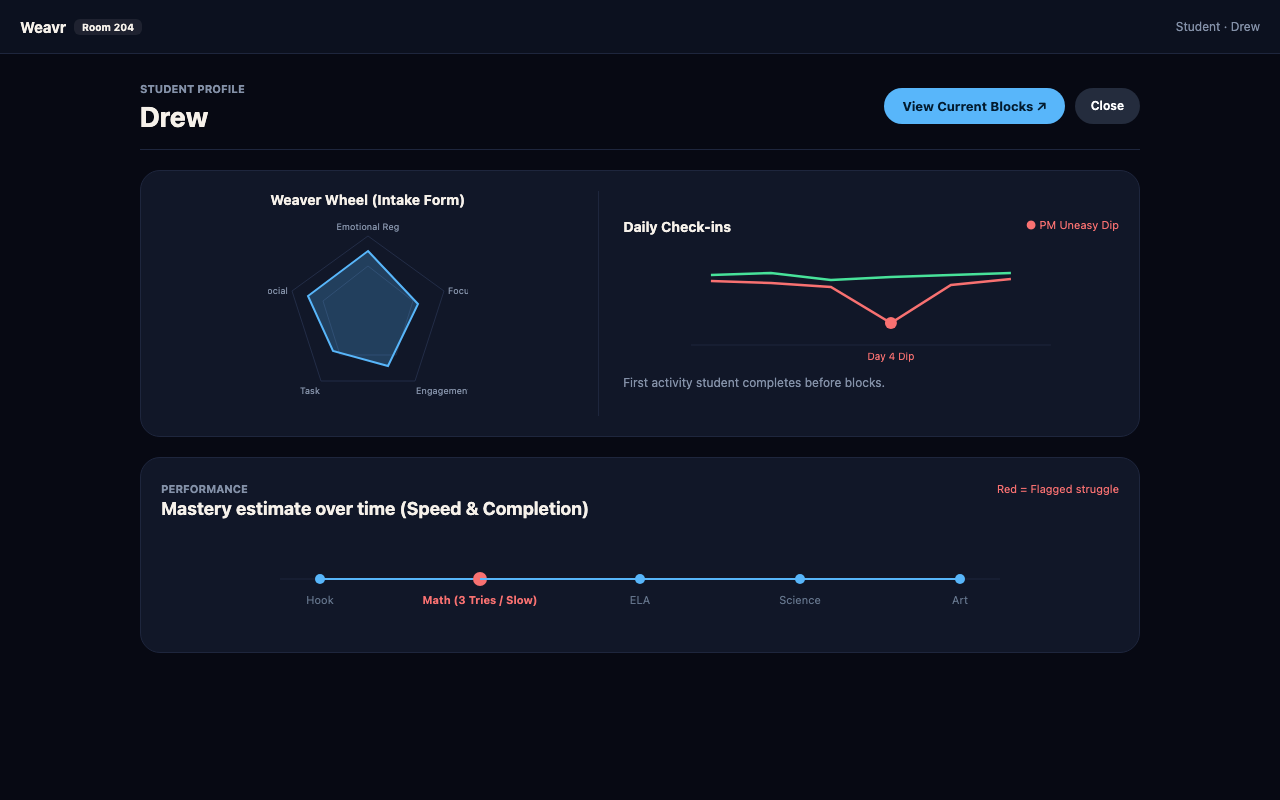 Weavr Room 204 Student · Drew
STUDENT PROFILE
Drew
View Current Blocks ↗ Close
Weaver Wheel (Intake Form)
Emotional Reg
ocial
Focu
Task
Engagemen
Daily Check-ins
PM Uneasy Dip
Day 4 Dip
First activity student completes before blocks.
PERFORMANCE
Red = Flagged struggle
Mastery estimate over time (Speed & Completion)
Hook Math (3 Tries / Slow) ELA Science Art